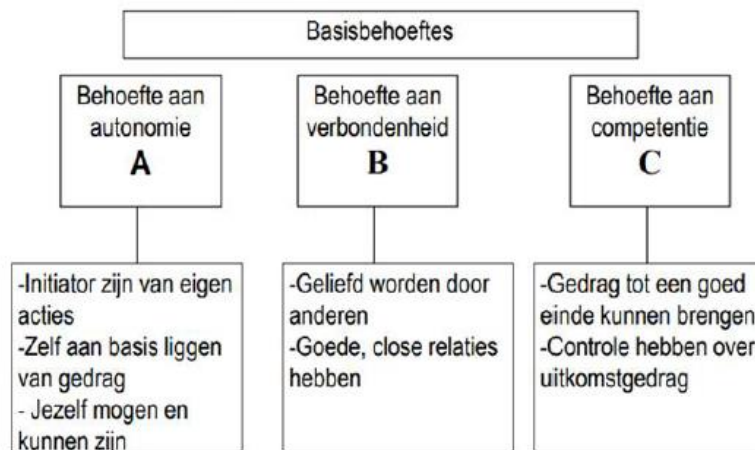 Basisbehoeftes
Behoefte aan
autonomie
A
Behoefte aan
verbondenheid
B
Behoefte aan
competentie
C
-Initiator zijn van eigen
acties
-Zelf aan basis liggen
van gedrag
- Jezelf mogen en
kunnen zijn
-Geliefd worden door
anderen
-Goede, close relaties
hebben
-Gedrag tot een goed
einde kunnen brengen
-Controle hebben over
uitkomstgedrag